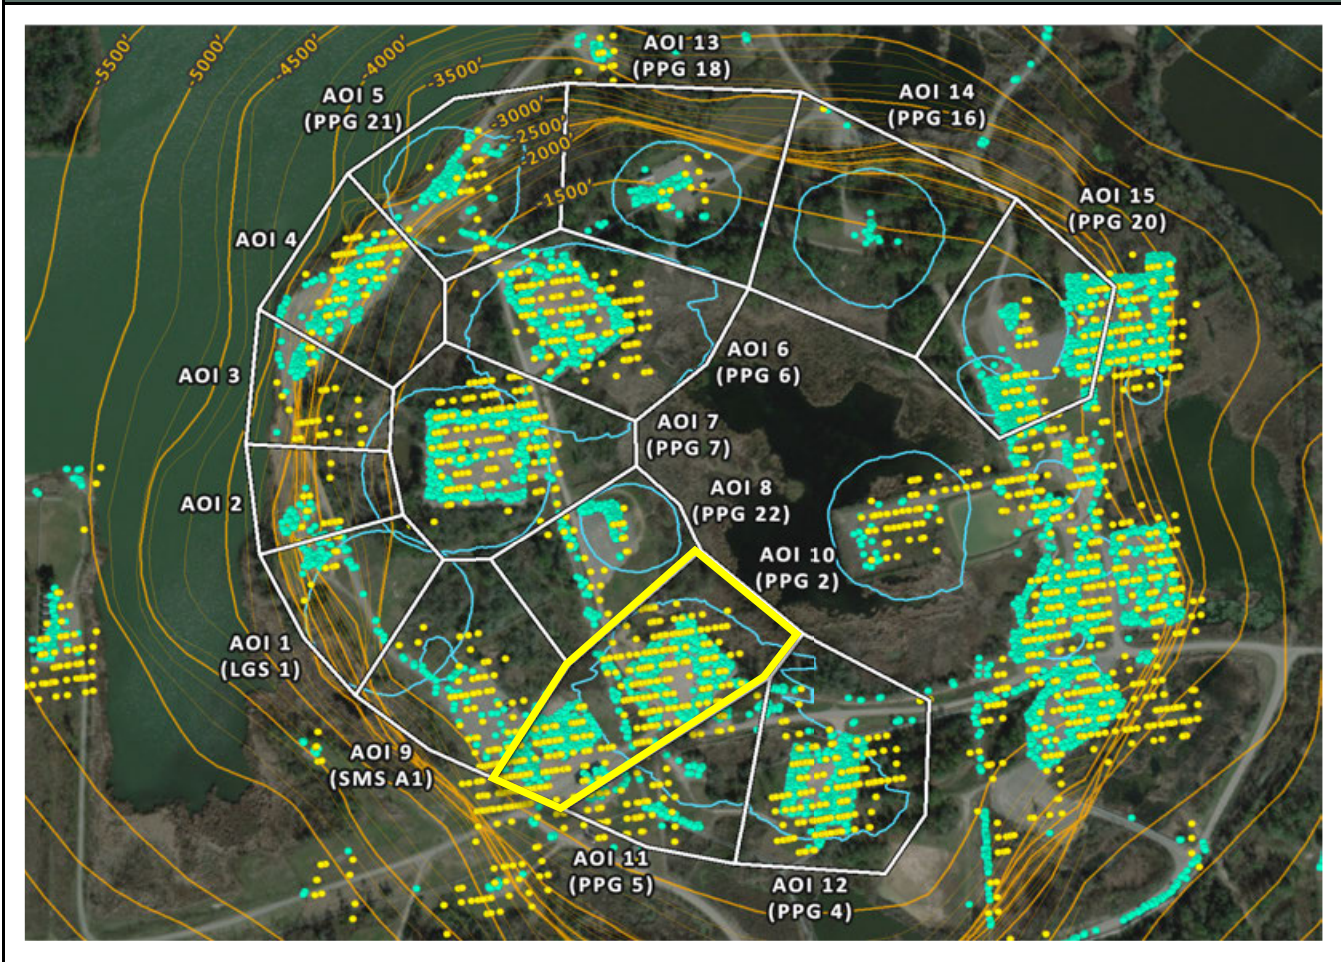 -5500'
-5000'
-4500'
-4000'
-3500'
-3000'
-2500'
-2000'
-1500'
AOI 13
(PPG 18)
AOI 5
(PPG 21)
AOI 14
(PPG 16)
AOI 15
(PPG 20)
AOI 4
AOI 6
(PPG 6)
AOI 3
AOI 7
(PPG 7)
AOI 2
AOI 8
(PPG 22)
AOI 10
(PPG 2)
AOI 1
(LGS 1)
AOI 9
(SMS A1)
AOI 11
(PPG 5)
AOI 12
(PPG 4)